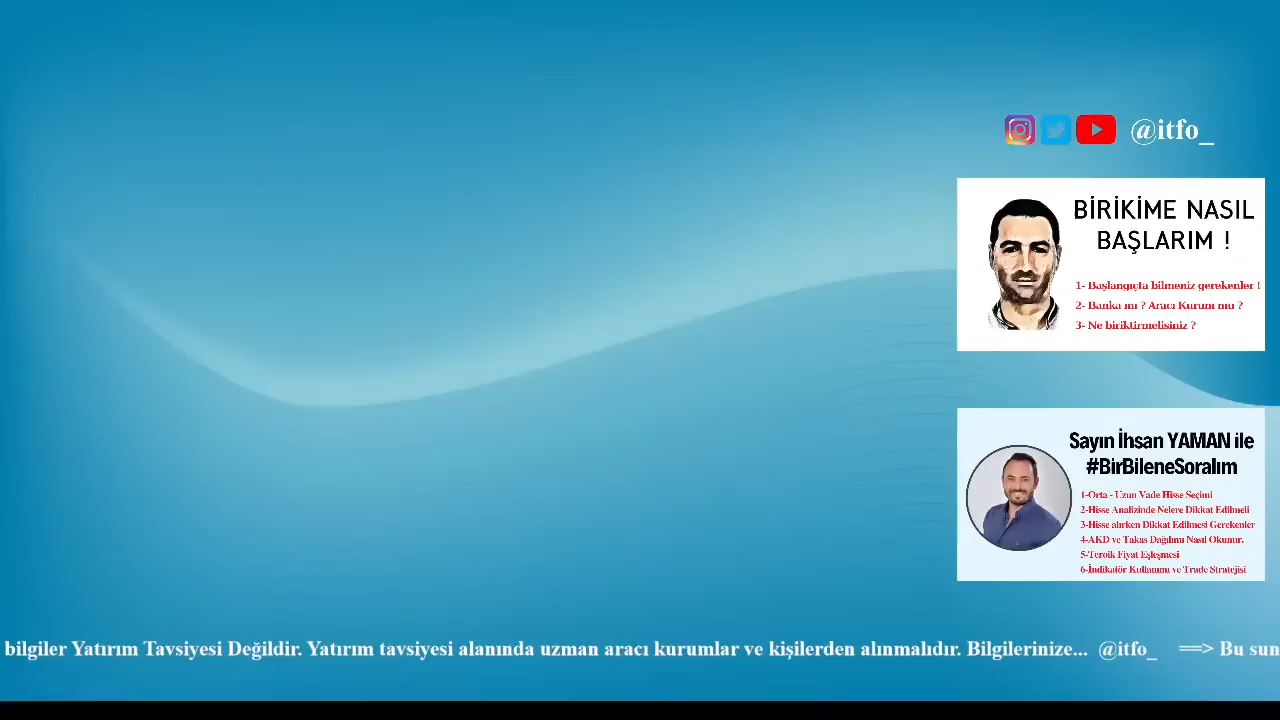 @itfo_
BİRİKİME NASIL
BAŞLARIM !
1- Başlangıçta bilmeniz gerekenler !
2- Banka mı ? Aracı Kurum mu ?
3- Ne biriktirmelisiniz ?
Sayın İhsan YAMAN ile
#BirBileneSoralım
1-Orta - Uzun Vade Hisse Seçimi
2-Hisse Analizinde Nelere Dikkat Edilmeli
3-Hisse alırken Dikkat Edilmesi Gerekenler
4-AKD ve Takas Dağılımı Nasıl Okunur.
5-Teroik Fiyat Eşleşmesi
6-İndikatör Kullanımı ve Trade Stratejisi
bilgiler Yatırım Tavsiyesi Değildir. Yatırım tavsiyesi alanında uzman aracı kurumlar ve kişilerden alınmalıdır. Bilgilerinize... @itfo_ ==> Bu sun